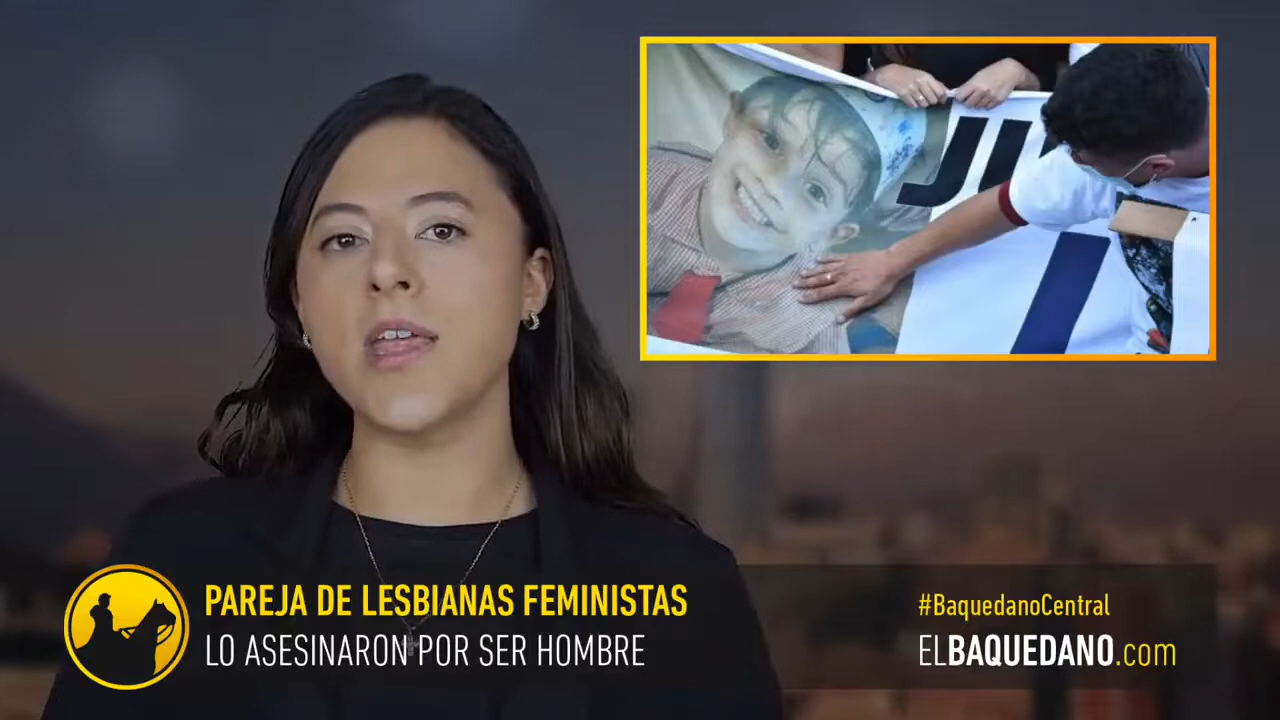 PAREJA DE LESBIANAS FEMINISTAS
LO ASESINARON POR SER HOMBRE
#BaquedanoCentral
ELBAQUEDANO.com